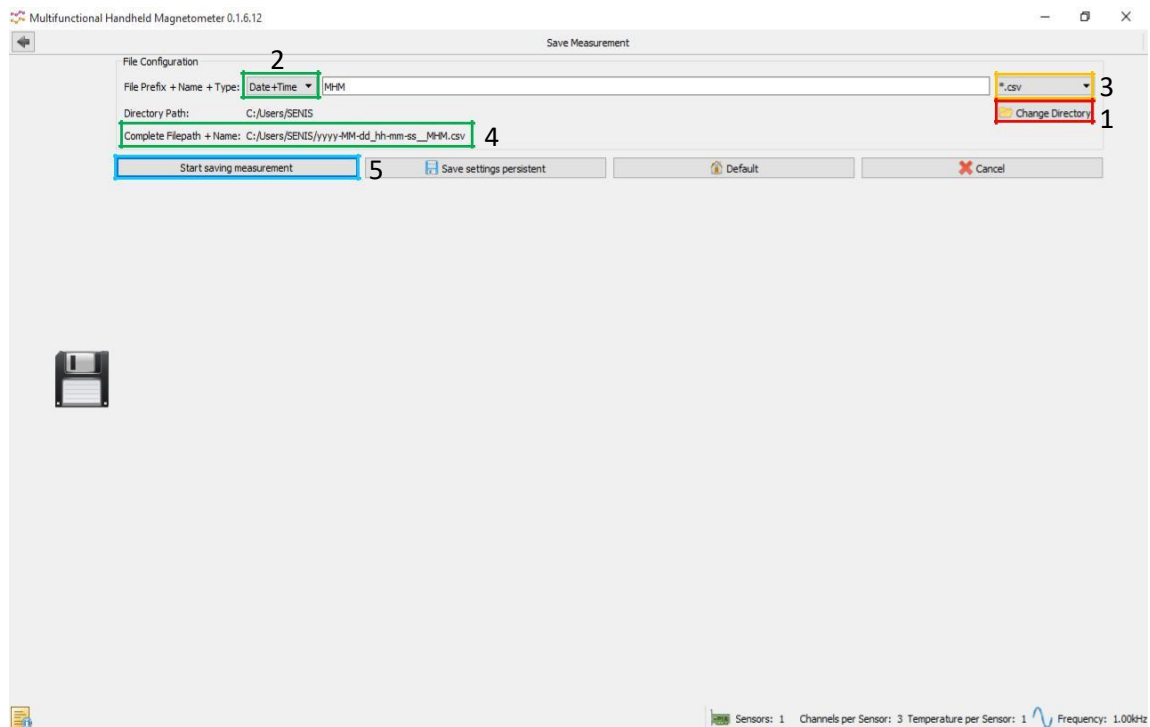 Multifunctional Handheld Magnetometer 0.1.6.12
Save Measurement
File Configuration
2
File Prefix + Name + Type: Date+Time MHM *.csv 3
Directory Path: C:/Users/SENIS Change Directory 1
Complete Filepath + Name: C:/Users/SENIS/yyyy-MM-dd_hh-mm-ss__MHM.csv 4
Start saving measurement 5 Save settings persistent Default Cancel
Sensors: 1 Channels per Sensor: 3 Temperature per Sensor: 1 Frequency: 1.00kHz